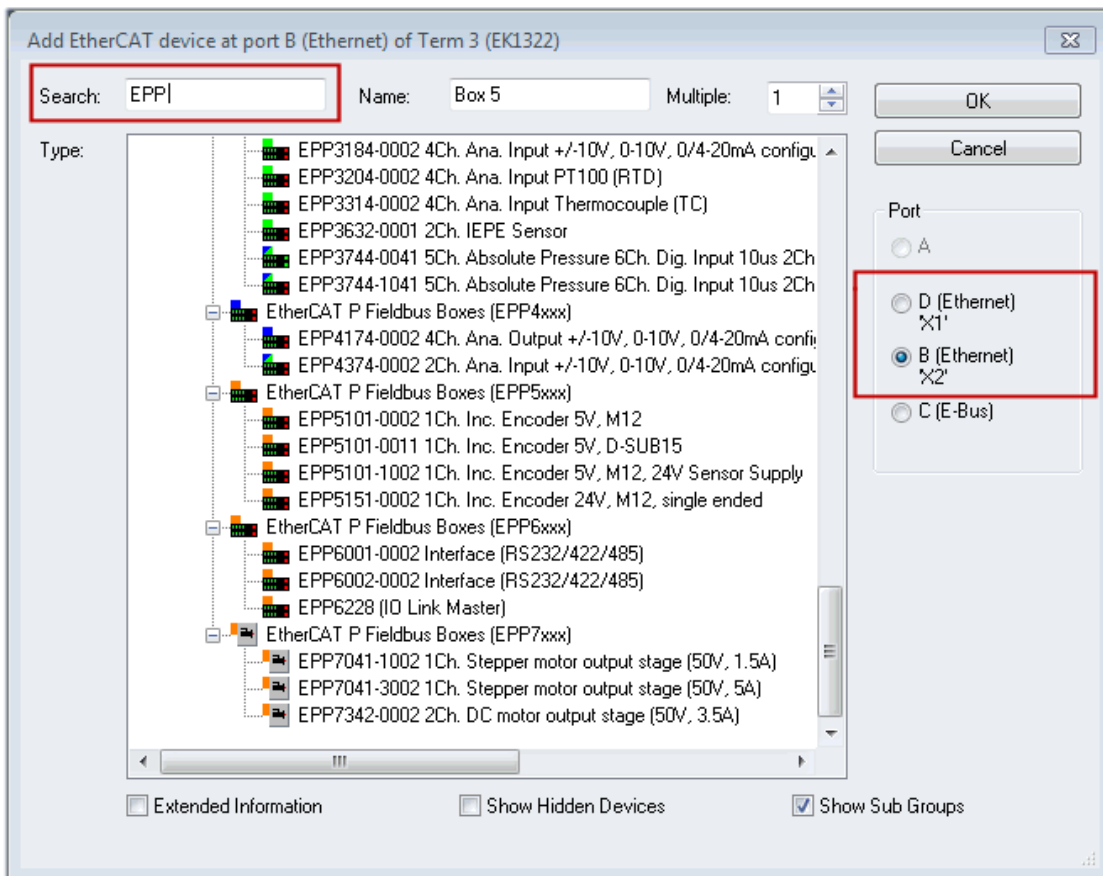 Add EtherCAT device at port B (Ethernet) of Term 3 (EK1322)
Search: EPP Name: Box 5 Multiple: 1 OK
Type: Cancel
EPP3184-0002 4Ch. Ana. Input +/-10V, 0-10V, 0/4-20mA configu
EPP3204-0002 4Ch. Ana. Input PT100 (RTD)
EPP3314-0002 4Ch. Ana. Input Thermocouple (TC)
EPP3632-0001 2Ch. IEPE Sensor
EPP3744-0041 5Ch. Absolute Pressure 6Ch. Dig. Input 10us 2Ch
EPP3744-1041 5Ch. Absolute Pressure 6Ch. Dig. Input 10us 2Ch
EtherCAT P Fieldbus Boxes (EPP4xxx)
EPP4174-0002 4Ch. Ana. Output +/-10V, 0-10V, 0/4-20mA confi
EPP4374-0002 2Ch. Ana. Input +/-10V, 0-10V, 0/4-20mA configu
EtherCAT P Fieldbus Boxes (EPP5xxx)
EPP5101-0002 1Ch. Inc. Encoder 5V, M12
EPP5101-0011 1Ch. Inc. Encoder 5V, D-SUB15
EPP5101-1002 1Ch. Inc. Encoder 5V, M12, 24V Sensor Supply
EPP5151-0002 1Ch. Inc. Encoder 24V, M12, single ended
EtherCAT P Fieldbus Boxes (EPP6xxx)
EPP6001-0002 Interface (RS232/422/485)
EPP6002-0002 Interface (RS232/422/485)
EPP6228 (IO Link Master)
EtherCAT P Fieldbus Boxes (EPP7xxx)
EPP7041-1002 1Ch. Stepper motor output stage (50V, 1.5A)
EPP7041-3002 1Ch. Stepper motor output stage (50V, 5A)
EPP7342-0002 2Ch. DC motor output stage (50V, 3.5A)
Port
A
D (Ethernet)
'X1'
B (Ethernet)
'X2'
C (E-Bus)
Extended Information Show Hidden Devices Show Sub Groups